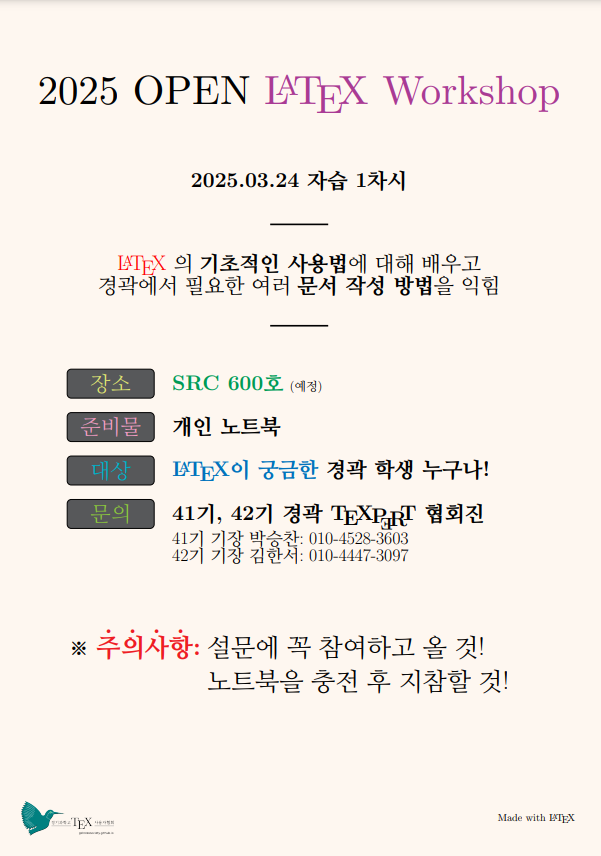 2025 OPEN LATEX Workshop
2025.03.24 자습 1차시
LATEX 의 기초적인 사용법에 대해 배우고
경곽에서 필요한 여러 문서 작성 방법을 익힘
장소 SRC 600호 (예정)
준비물 개인 노트북
대상 LATEX이 궁금한 경곽 학생 누구나!
문의 41기, 42기 경곽 TEXPERT 협회진
41기 기장 박승찬: 010-4528-3603
42기 기장 김한서: 010-4447-3097
※ 주의사항: 설문에 꼭 참여하고 올 것!
노트북을 충전 후 지참할 것!
TEX
Made with LATEX